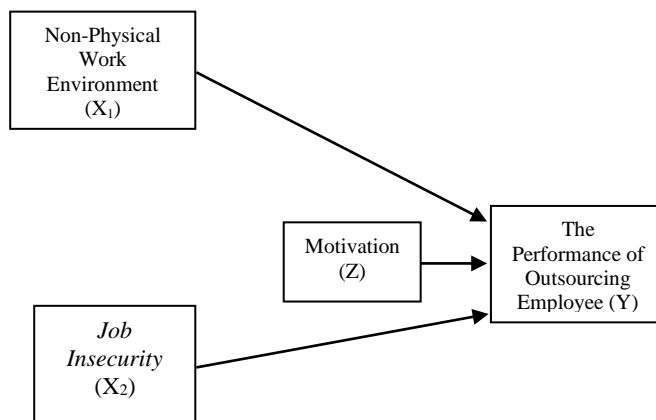 Non-Physical
Work
Environment
(X₁)
Motivation
(Z)
The
Performance of
Outsourcing
Employee (Y)
Job
Insecurity
(X₂)